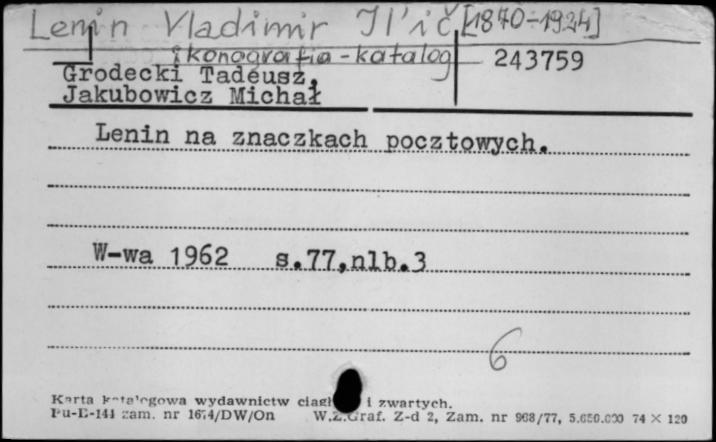 Lenin Vladimir Il'ič [1870-1924]
ikonografia - katalog 243759
Grodecki Tadeusz,
Jakubowicz Michał
Lenin na znaczkach pocztowych.
W-wa 1962 s.77,nlb.3
6
Karta katalogowa wydawnictw i zwartych.
Pu-D-144 zam. nr 1674/DW/On W.Z.Graf. Z-d 2, Zam. nr 968/77, 5.650.000 74 × 120